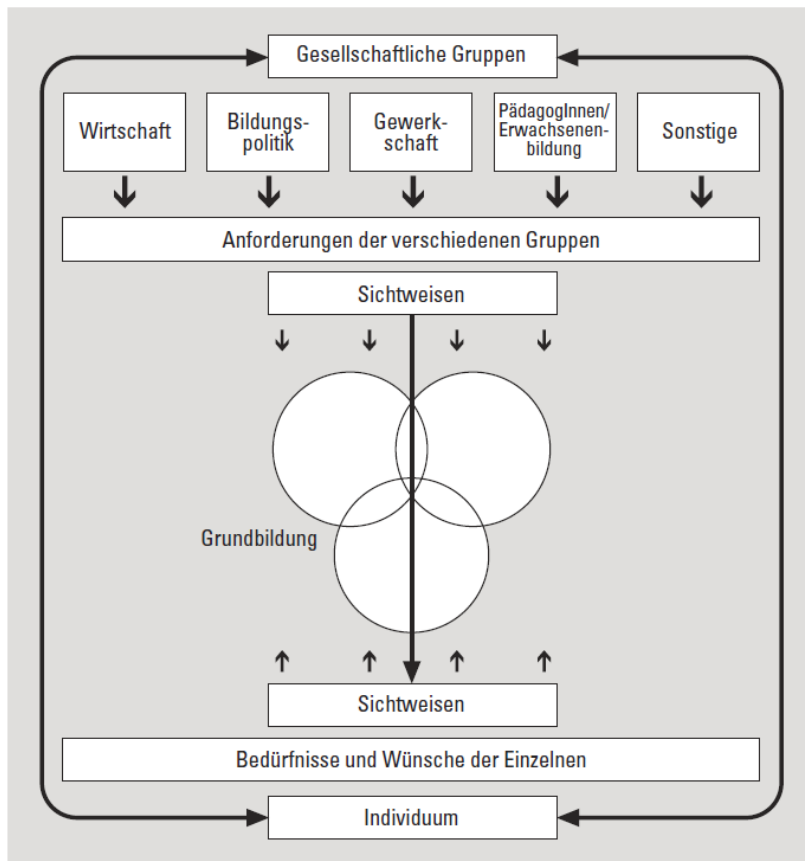 Gesellschaftliche Gruppen
Wirtschaft
Bildungs-
politik
Gewerk-
schaft
PädagogInnen/
Erwachsenen-
bildung
Sonstige
Anforderungen der verschiedenen Gruppen
Sichtweisen
Grundbildung
Sichtweisen
Bedürfnisse und Wünsche der Einzelnen
Individuum